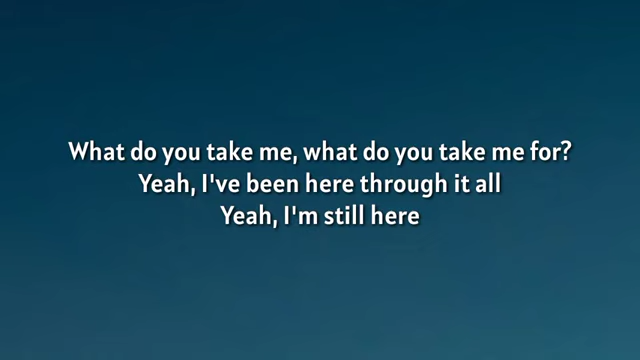 What do you take me, what do you take me for?
Yeah, I've been here through it all
Yeah, I'm still here